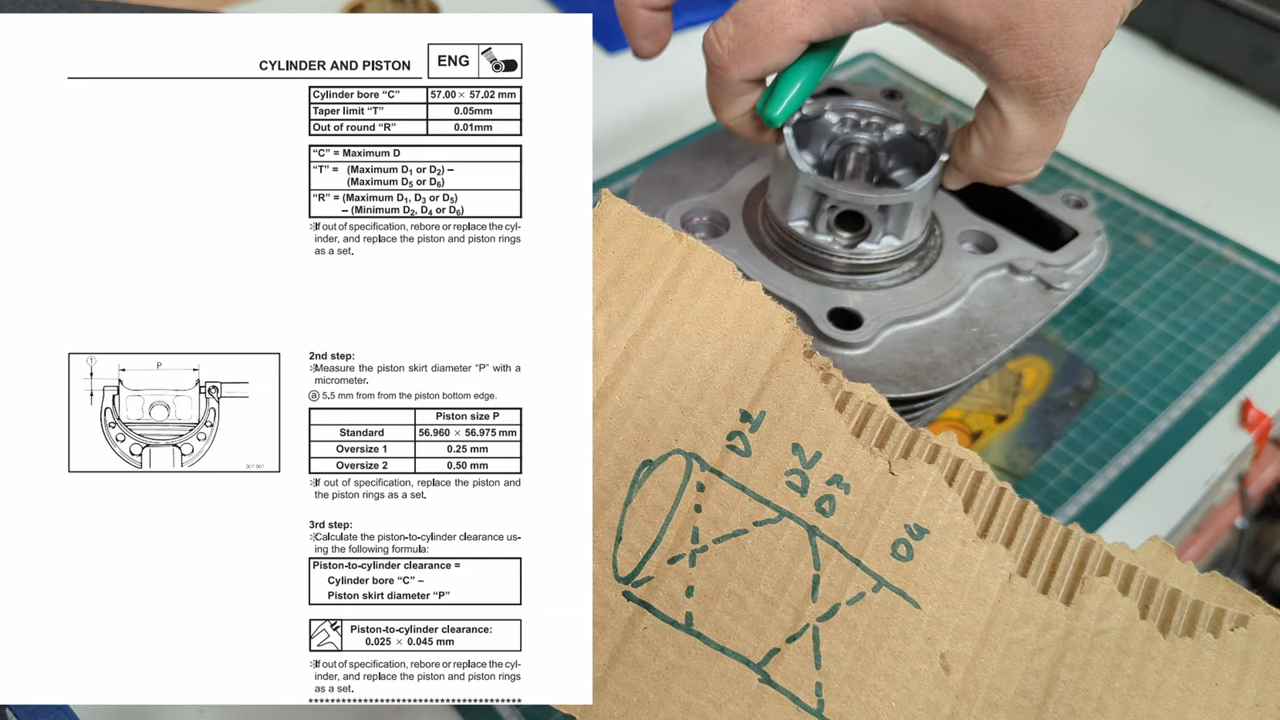 CYLINDER AND PISTON
ENG
Cylinder bore “C” 57.00 × 57.02 mm
Taper limit “T” 0.05mm
Out of round “R” 0.01mm
“C” = Maximum D
“T” = (Maximum D1 or D2) –
(Maximum D5 or D6)
“R” = (Maximum D1, D3 or D5)
– (Minimum D2, D4 or D6)
If out of specification, rebore or replace the cyl-
inder, and replace the piston and piston rings
as a set.
1
P
2nd step:
Measure the piston skirt diameter “P” with a
micrometer.
ⓐ 5,5 mm from from the piston bottom edge.
Piston size P
Standard 56.960 × 56.975 mm
Oversize 1 0.25 mm
Oversize 2 0.50 mm
If out of specification, replace the piston and
the piston rings as a set.
3rd step:
Calculate the piston-to-cylinder clearance us-
ing the following formula:
Piston-to-cylinder clearance =
Cylinder bore “C” –
Piston skirt diameter “P”
Piston-to-cylinder clearance:
0.025 × 0.045 mm
If out of specification, rebore or replace the cyl-
inder, and replace the piston and piston rings
as a set.
D1
D2
D3
D4